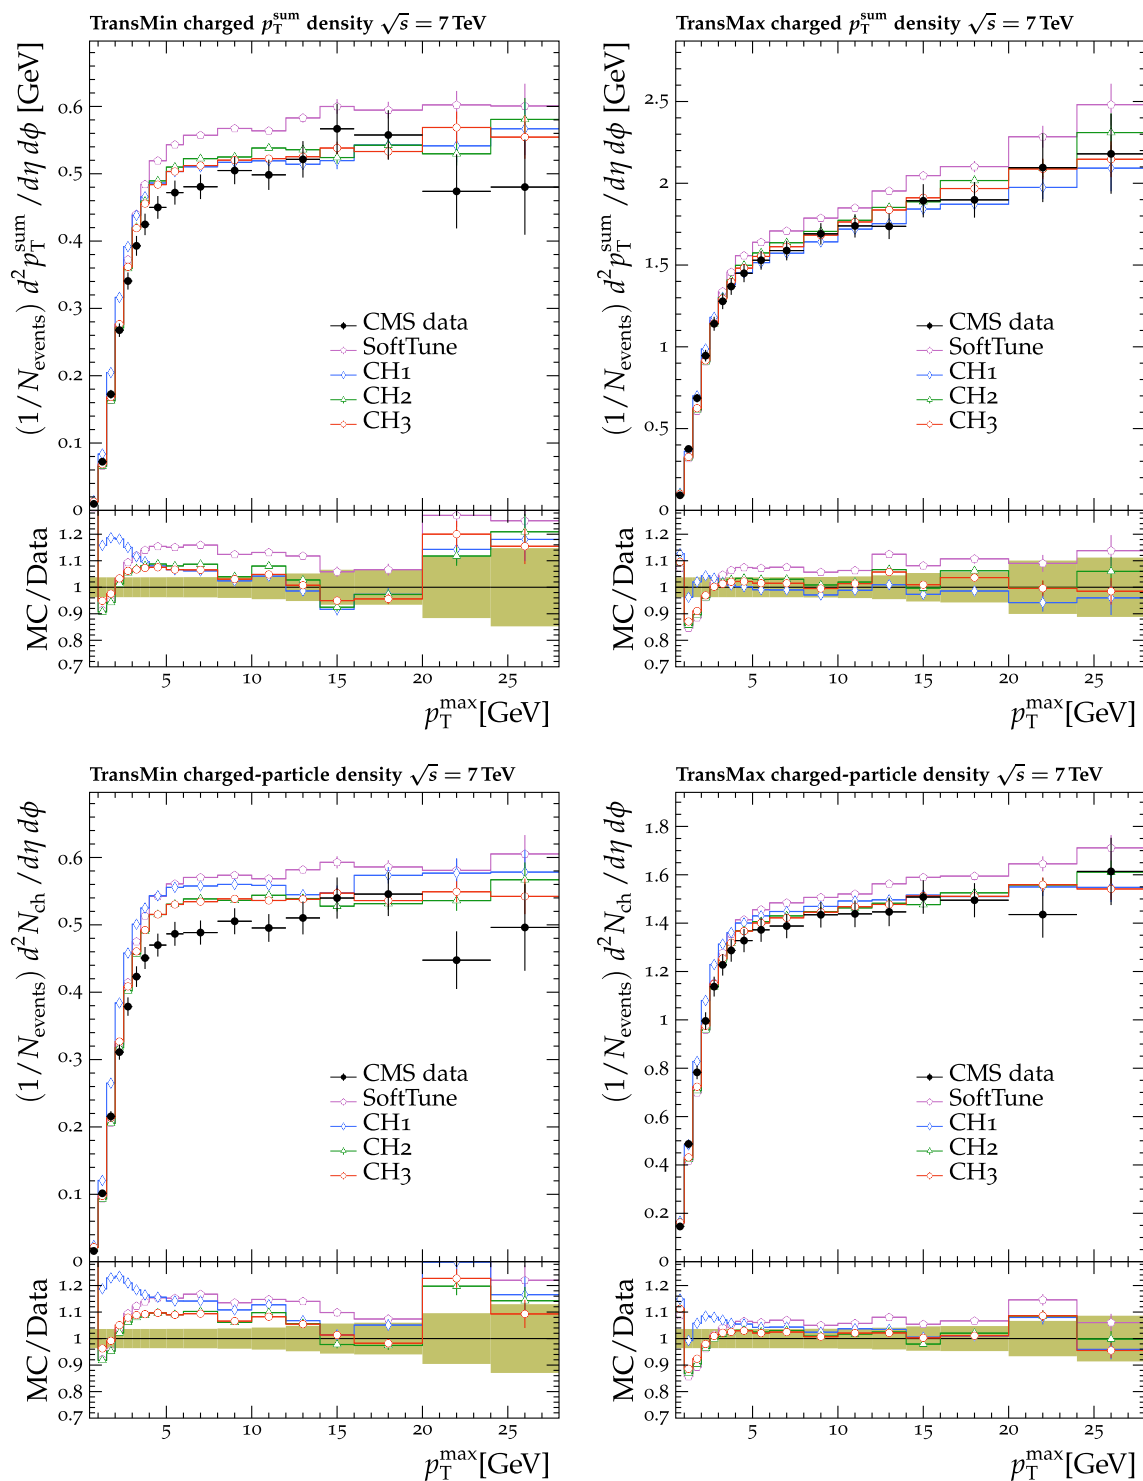 TransMin charged p_T^sum density √s = 7 TeV
(1/N_events) d²p_T^sum/dη dϕ [GeV]
0.6
0.5
0.4
0.3
0.2
0.1
0
CMS data
SoftTune
CH1
CH2
CH3
MC/Data
1.2
1.1
1
0.9
0.8
0.7
5 10 15 20 25
p_T^max[GeV]
TransMax charged p_T^sum density √s = 7 TeV
(1/N_events) d²p_T^sum/dη dϕ [GeV]
2.5
2
1.5
1
0.5
0
CMS data
SoftTune
CH1
CH2
CH3
MC/Data
1.2
1.1
1
0.9
0.8
0.7
5 10 15 20 25
p_T^max[GeV]
TransMin charged-particle density √s = 7 TeV
(1/N_events) d²N_ch/dη dϕ
0.6
0.5
0.4
0.3
0.2
0.1
0
CMS data
SoftTune
CH1
CH2
CH3
MC/Data
1.2
1.1
1
0.9
0.8
0.7
5 10 15 20 25
p_T^max[GeV]
TransMax charged-particle density √s = 7 TeV
(1/N_events) d²N_ch/dη dϕ
1.8
1.6
1.4
1.2
1
0.8
0.6
0.4
0.2
0
CMS data
SoftTune
CH1
CH2
CH3
MC/Data
1.2
1.1
1
0.9
0.8
0.7
5 10 15 20 25
p_T^max[GeV]